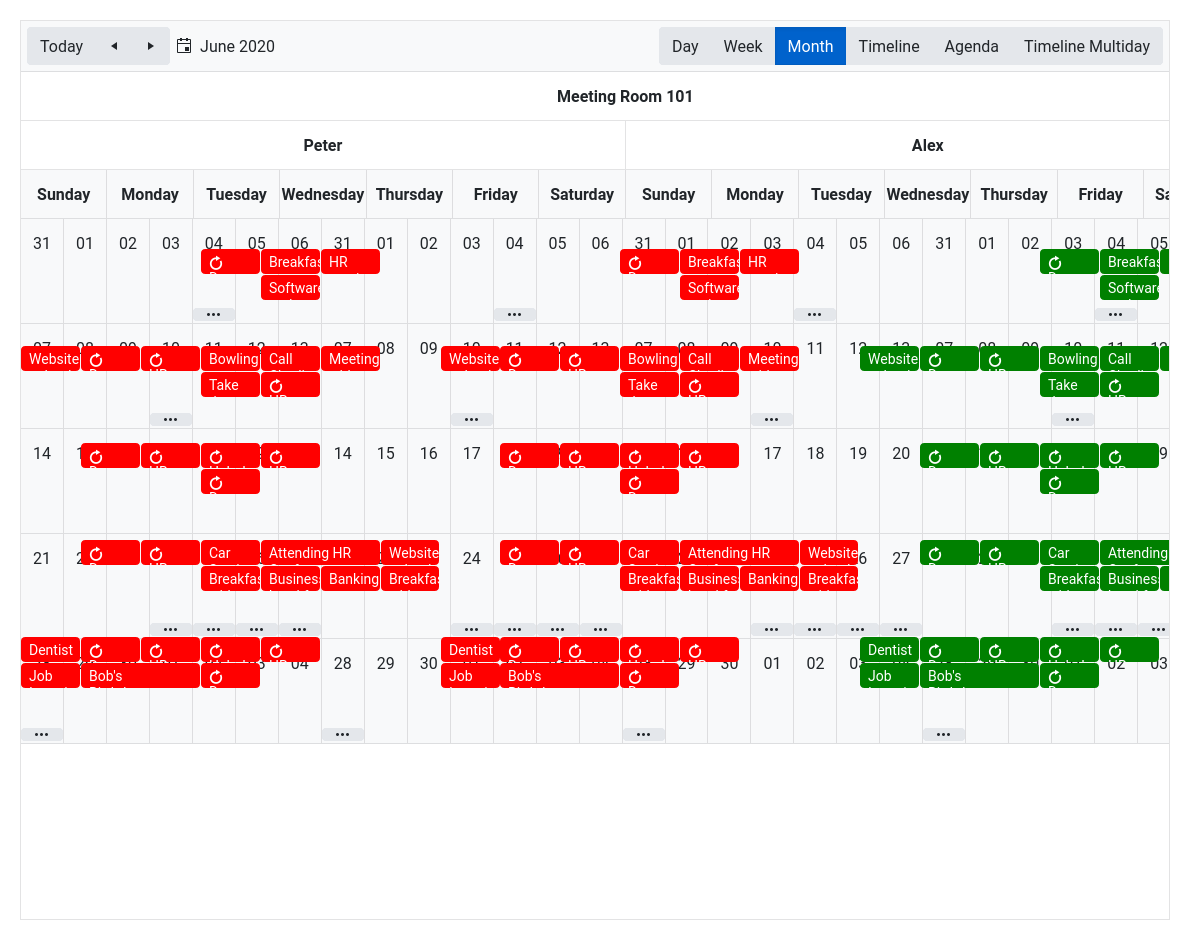 Today June 2020 Day Week Month Timeline Agenda Timeline Multiday
Meeting Room 101
Peter Alex
Sunday Monday Tuesday Wednesday Thursday Friday Saturday Sunday Monday Tuesday Wednesday Thursday Friday Sa
31 01 02 03 04 05 06 31 01 02 03 04 05 06 31 01 02 03 04 05 06 31 01 02 03 04 05
Breakfas HR Breakfas HR Breakfas
Software Software Software
••• ••• ••• •••
08 09 11
Website Bowling Call Meeting Website Bowling Call Meeting Website Bowling Call
Take Take Take
••• ••• ••• •••
14 14 15 16 17 17 18 19 20
21 24 27
Car Attending HR Website Car Attending HR Website Car Attending
Breakfas Business Banking Breakfas Breakfas Business Banking Breakfas Breakfas Business
••• ••• ••• ••• ••• ••• ••• ••• ••• ••• ••• ••• ••• ••• •••
Dentist Dentist Dentist
04 28 29 30 29 30 01 02 02 03
Job Bob's Job Bob's Job Bob's
••• ••• ••• •••